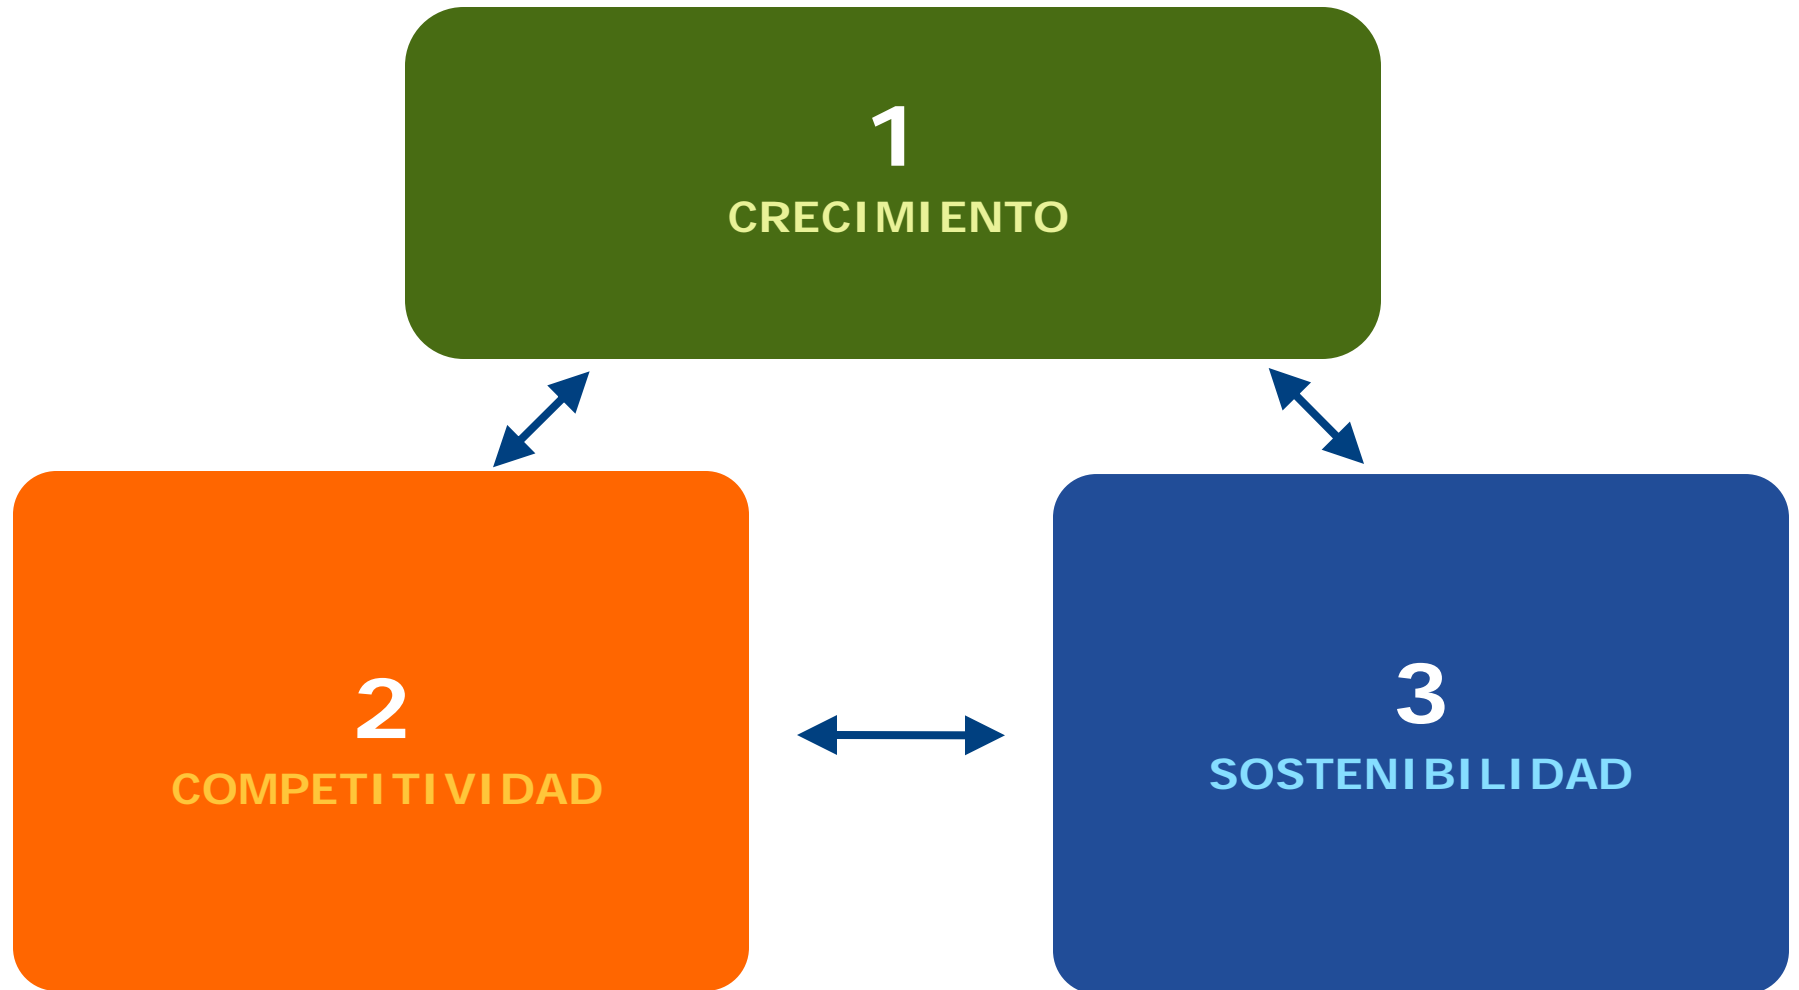 1
CRECIMIENTO
2
COMPETITIVIDAD
3
SOSTENIBILIDAD